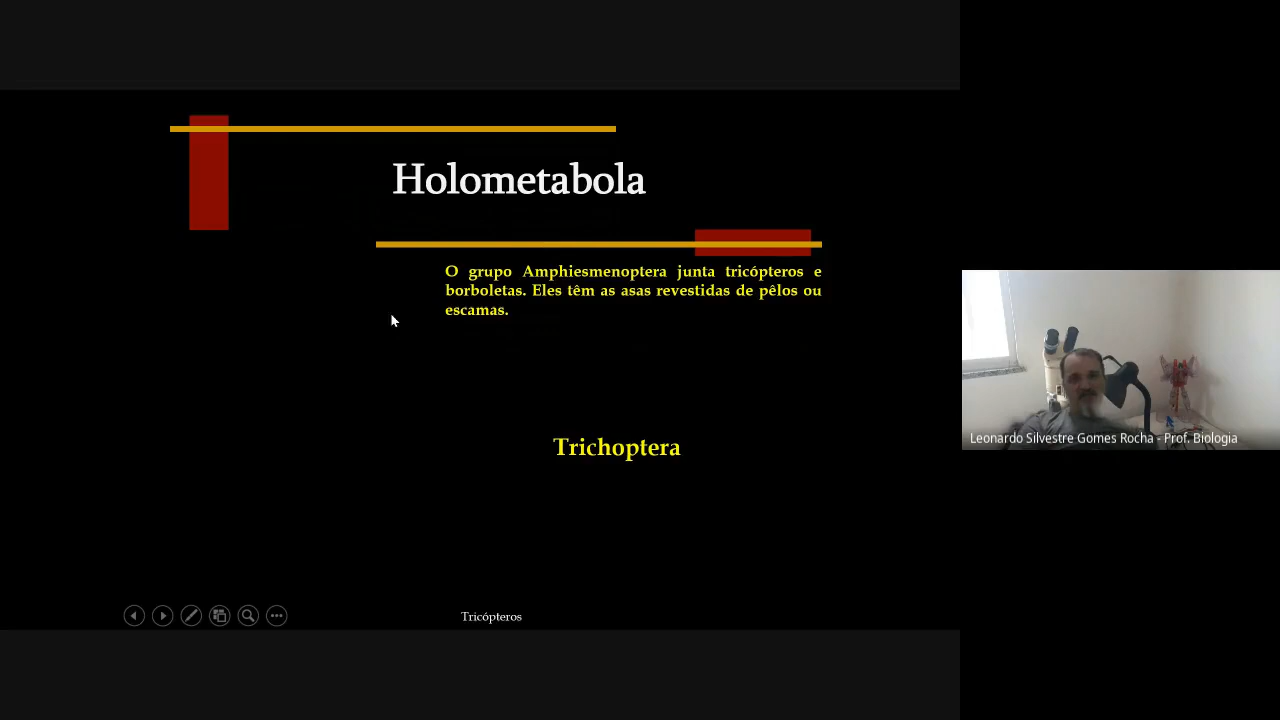 Holometabola
O grupo Amphiesmenoptera junta tricópteros e
borboletas. Eles têm as asas revestidas de pêlos ou
escamas.
Trichoptera
Tricópteros
Leonardo Silvestre Gomes Rocha - Prof. Biologia